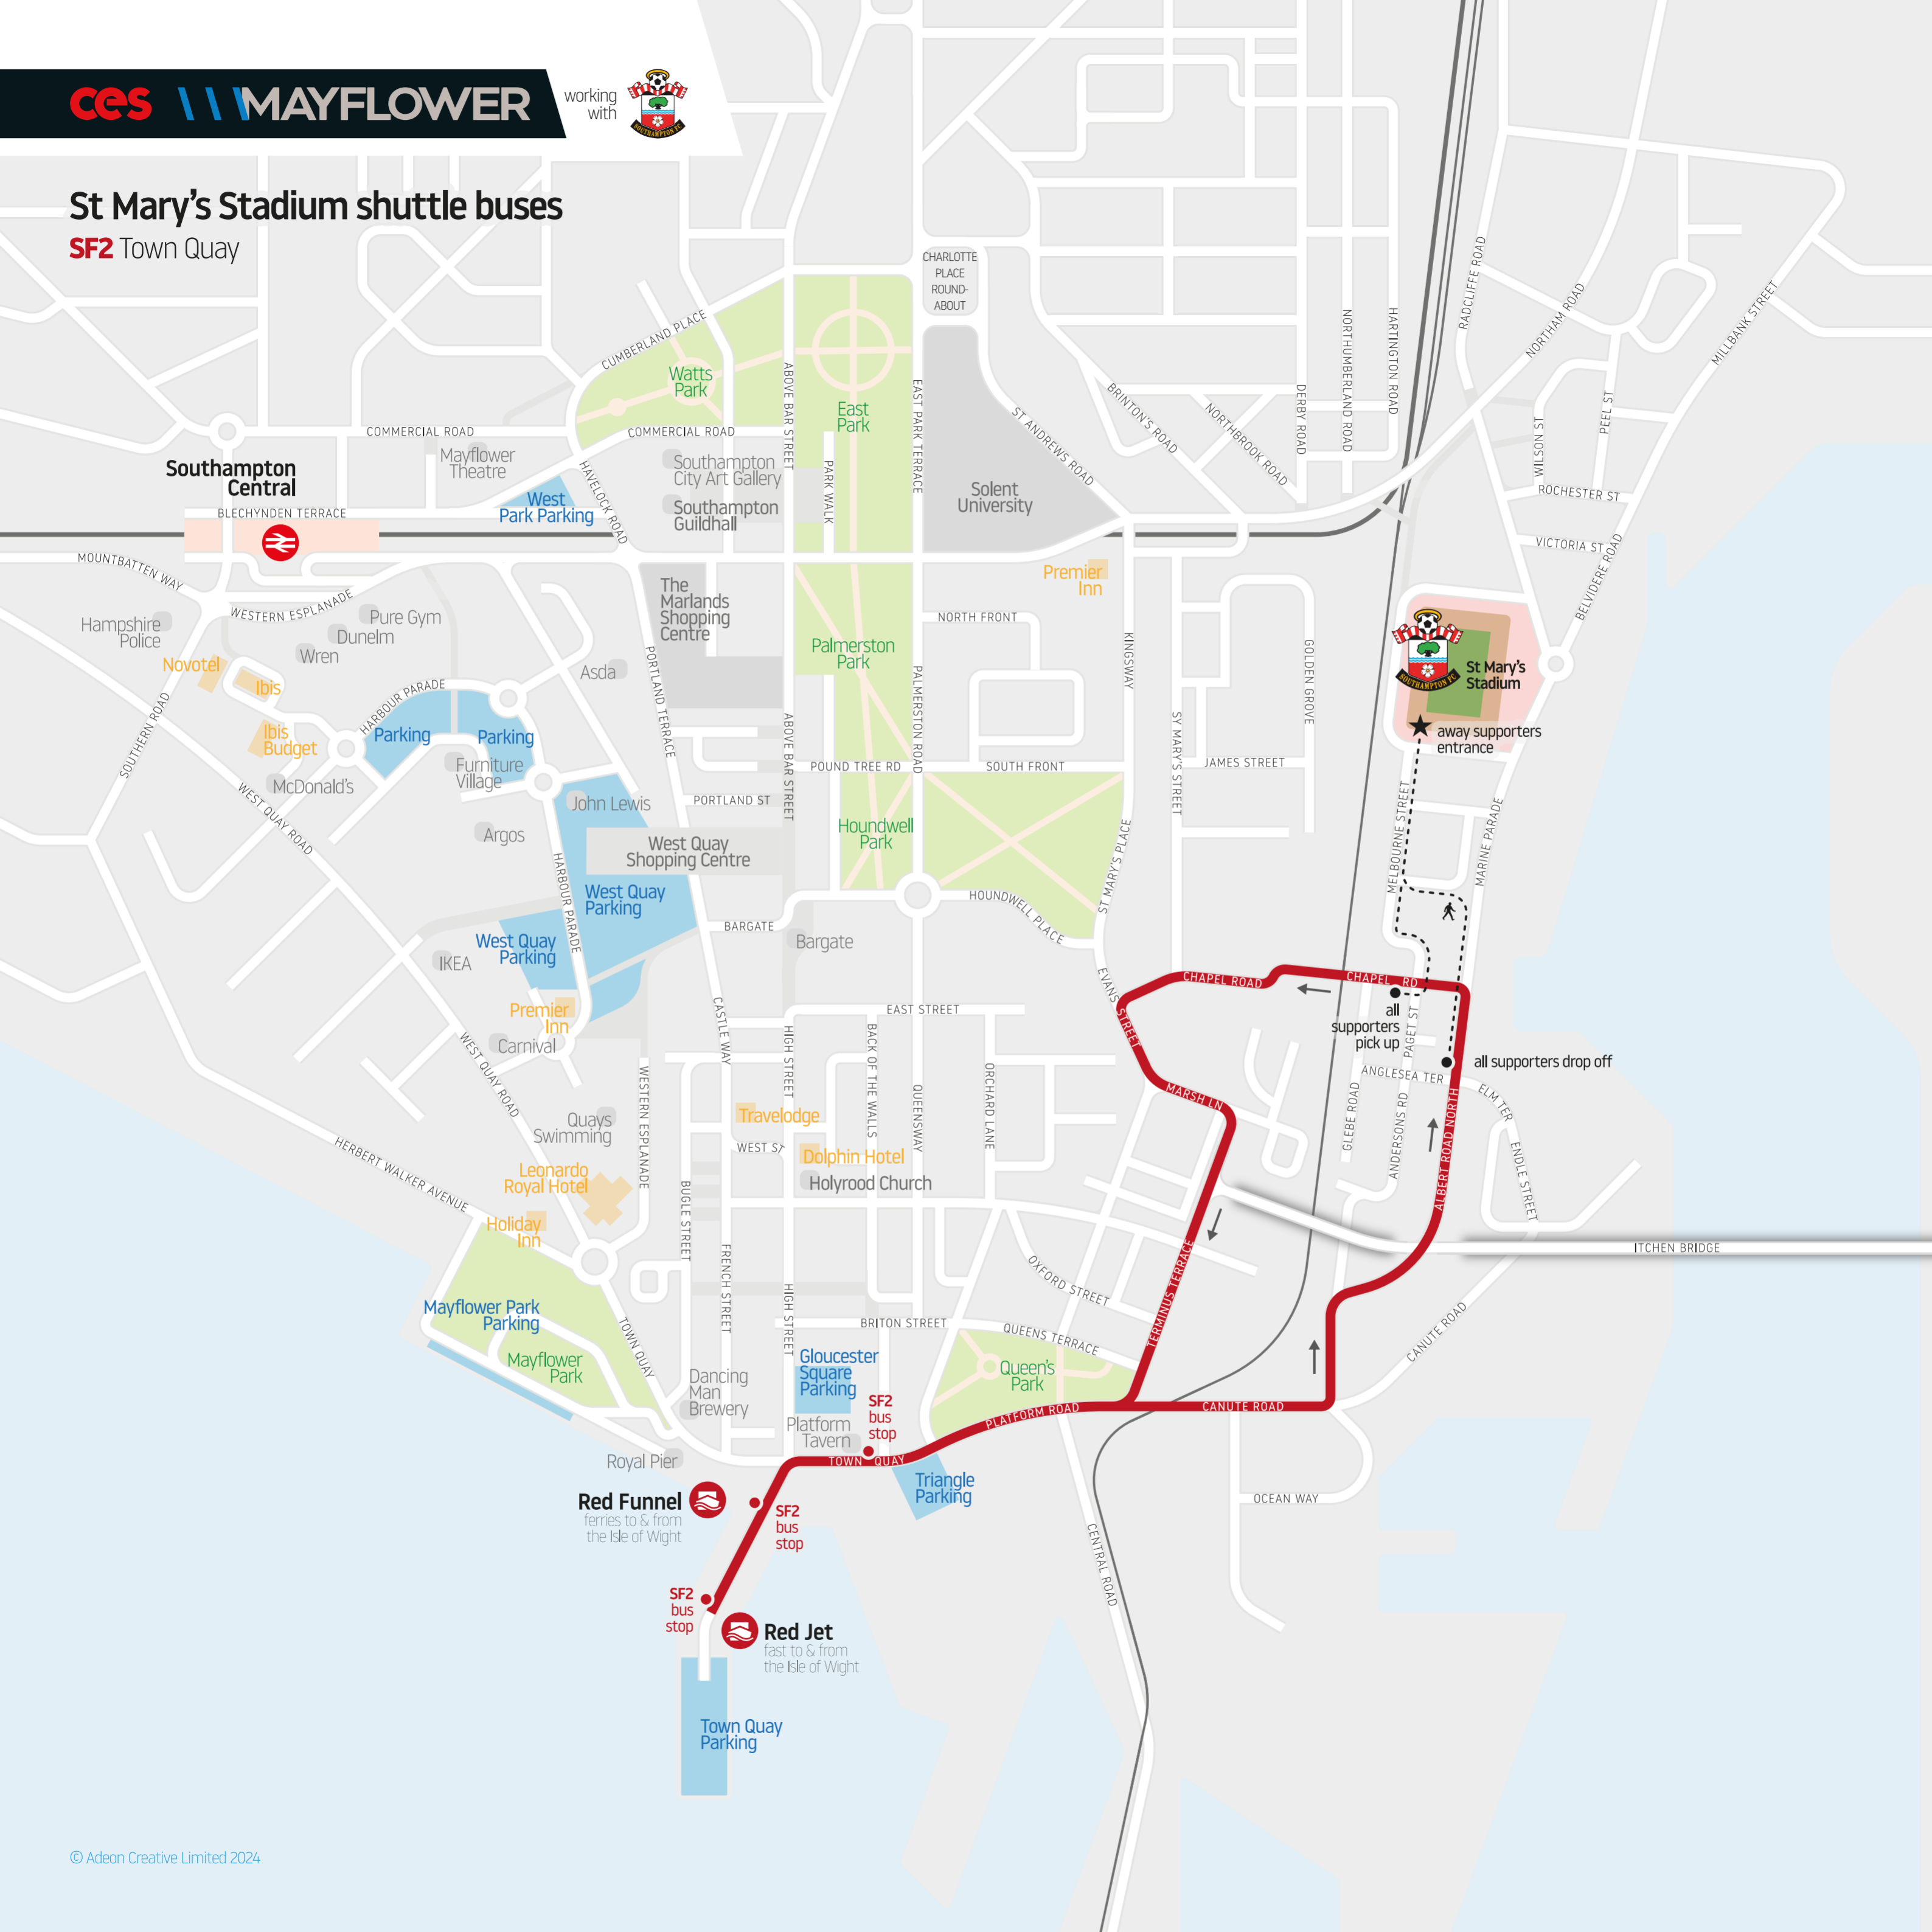 ces MAYFLOWER
working
with
SOUTHAMPTON FC
St Mary's Stadium shuttle buses
SF2 Town Quay
CHARLOTTE
PLACE
ROUND-
ABOUT
CUMBERLAND PLACE
Watts
Park
East
Park
ABOVE BAR STREET
EAST PARK TERRACE
ST ANDREWS ROAD
BRINTON'S ROAD
NORTHBROOK ROAD
DERBY ROAD
NORTHUMBERLAND ROAD
HARTINGTON ROAD
RADCLIFFE ROAD
NORTHAM ROAD
MILLBANK STREET
WILSON ST
PEEL ST
ROCHESTER ST
VICTORIA ST
BELVIDERE ROAD
COMMERCIAL ROAD
COMMERCIAL ROAD
Mayflower
Theatre
Southampton
City Art Gallery
Southampton
Guildhall
PARK WALK
Solent
University
Southampton
Central
BLECHYNDEN TERRACE
West
Park Parking
HAVELOCK ROAD
MOUNTBATTEN WAY
WESTERN ESPLANADE
Hampshire
Police
Pure Gym
Dunelm
Wren
Novotel
Ibis
Ibis
Budget
McDonald's
SOUTHERN ROAD
HARBOUR PARADE
Parking
Parking
Furniture
Village
Asda
The
Marlands
Shopping
Centre
PORTLAND TERRACE
Palmerston
Park
PALMERSTON ROAD
NORTH FRONT
Premier
Inn
KINGSWAY
SY MARY'S STREET
GOLDEN GROVE
JAMES STREET
SOUTHAMPTON FC
St Mary's
Stadium
away supporters
entrance
MELBOURNE STREET
MARINE PARADE
WEST QUAY ROAD
John Lewis
Argos
PORTLAND ST
ABOVE BAR STREET
POUND TREE RD
SOUTH FRONT
Houndwell
Park
West Quay
Shopping Centre
HARBOUR PARADE
West Quay
Parking
West Quay
Parking
IKEA
BARGATE
Bargate
HOUNDWELL PLACE
ST MARY'S PLACE
Premier
Inn
Carnival
WEST QUAY ROAD
CASTLE WAY
EAST STREET
HIGH STREET
BACK OF THE WALLS
QUEENSWAY
ORCHARD LANE
EVANS STREET
CHAPEL ROAD
CHAPEL RD
all
supporters
pick up
PAGET ST
all supporters drop off
ANGLESEA TER
ELM TER
MARSH LN
GLEBE ROAD
ANDERSONS RD
ALBERT ROAD NORTH
ENDLE STREET
Quays
Swimming
WESTERN ESPLANADE
Travelodge
WEST ST
Dolphin Hotel
Holyrood Church
HERBERT WALKER AVENUE
Leonardo
Royal Hotel
Holiday
Inn
BUGLE STREET
FRENCH STREET
HIGH STREET
OXFORD STREET
TERMINUS TERRACE
ITCHEN BRIDGE
Mayflower Park
Parking
Mayflower
Park
TOWN QUAY
BRITON STREET
QUEENS TERRACE
CANUTE ROAD
Gloucester
Square
Parking
Queen's
Park
Dancing
Man
Brewery
SF2
bus
stop
Platform
Tavern
PLATFORM ROAD
CANUTE ROAD
Royal Pier
TOWN QUAY
Triangle
Parking
OCEAN WAY
Red Funnel
ferries to & from
the Isle of Wight
SF2
bus
stop
CENTRAL ROAD
SF2
bus
stop
Red Jet
fast to & from
the Isle of Wight
Town Quay
Parking
© Adeon Creative Limited 2024